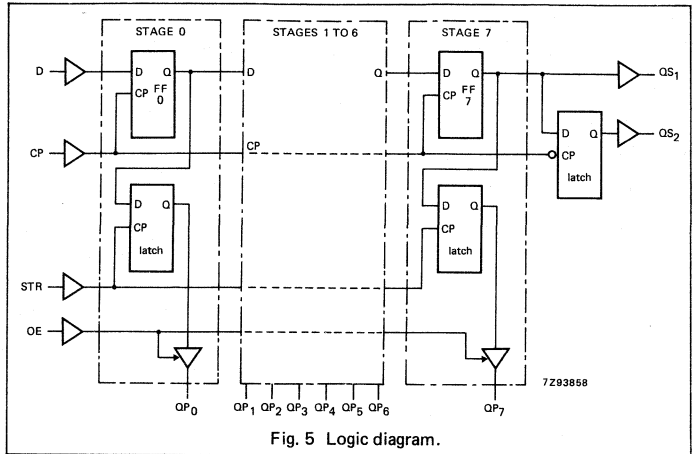 STAGE 0 STAGES 1 TO 6 STAGE 7
D D Q D Q D Q QS1
FF 0 FF 7
CP CP
D Q QS2
CP CP CP
latch
D Q D Q
CP CP
latch latch
STR
OE
7Z93858
QP0 QP1 QP2 QP3 QP4 QP5 QP6 QP7
Fig. 5 Logic diagram.